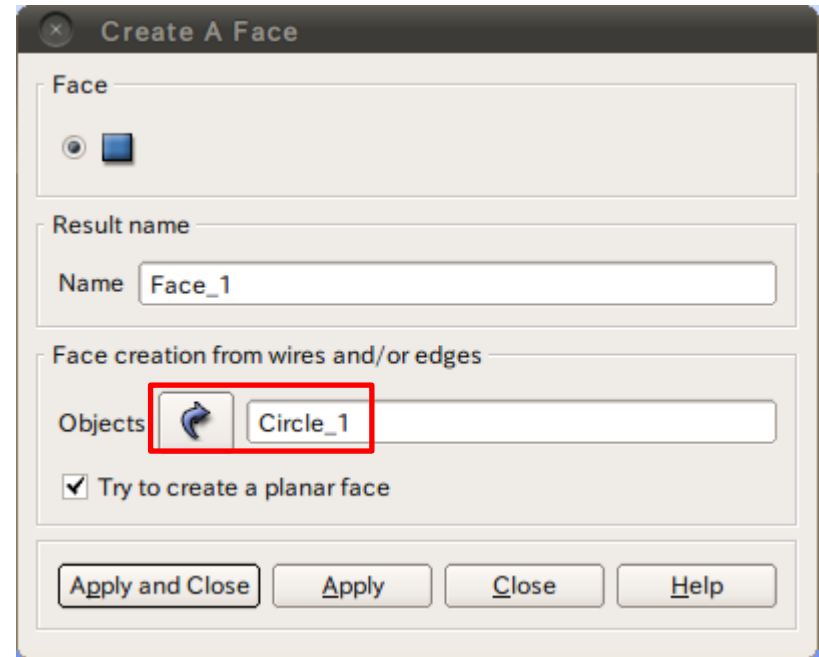 Create A Face
Face
Result name
Name Face_1
Face creation from wires and/or edges
Objects Circle_1
Try to create a planar face
Apply and Close Apply Close Help